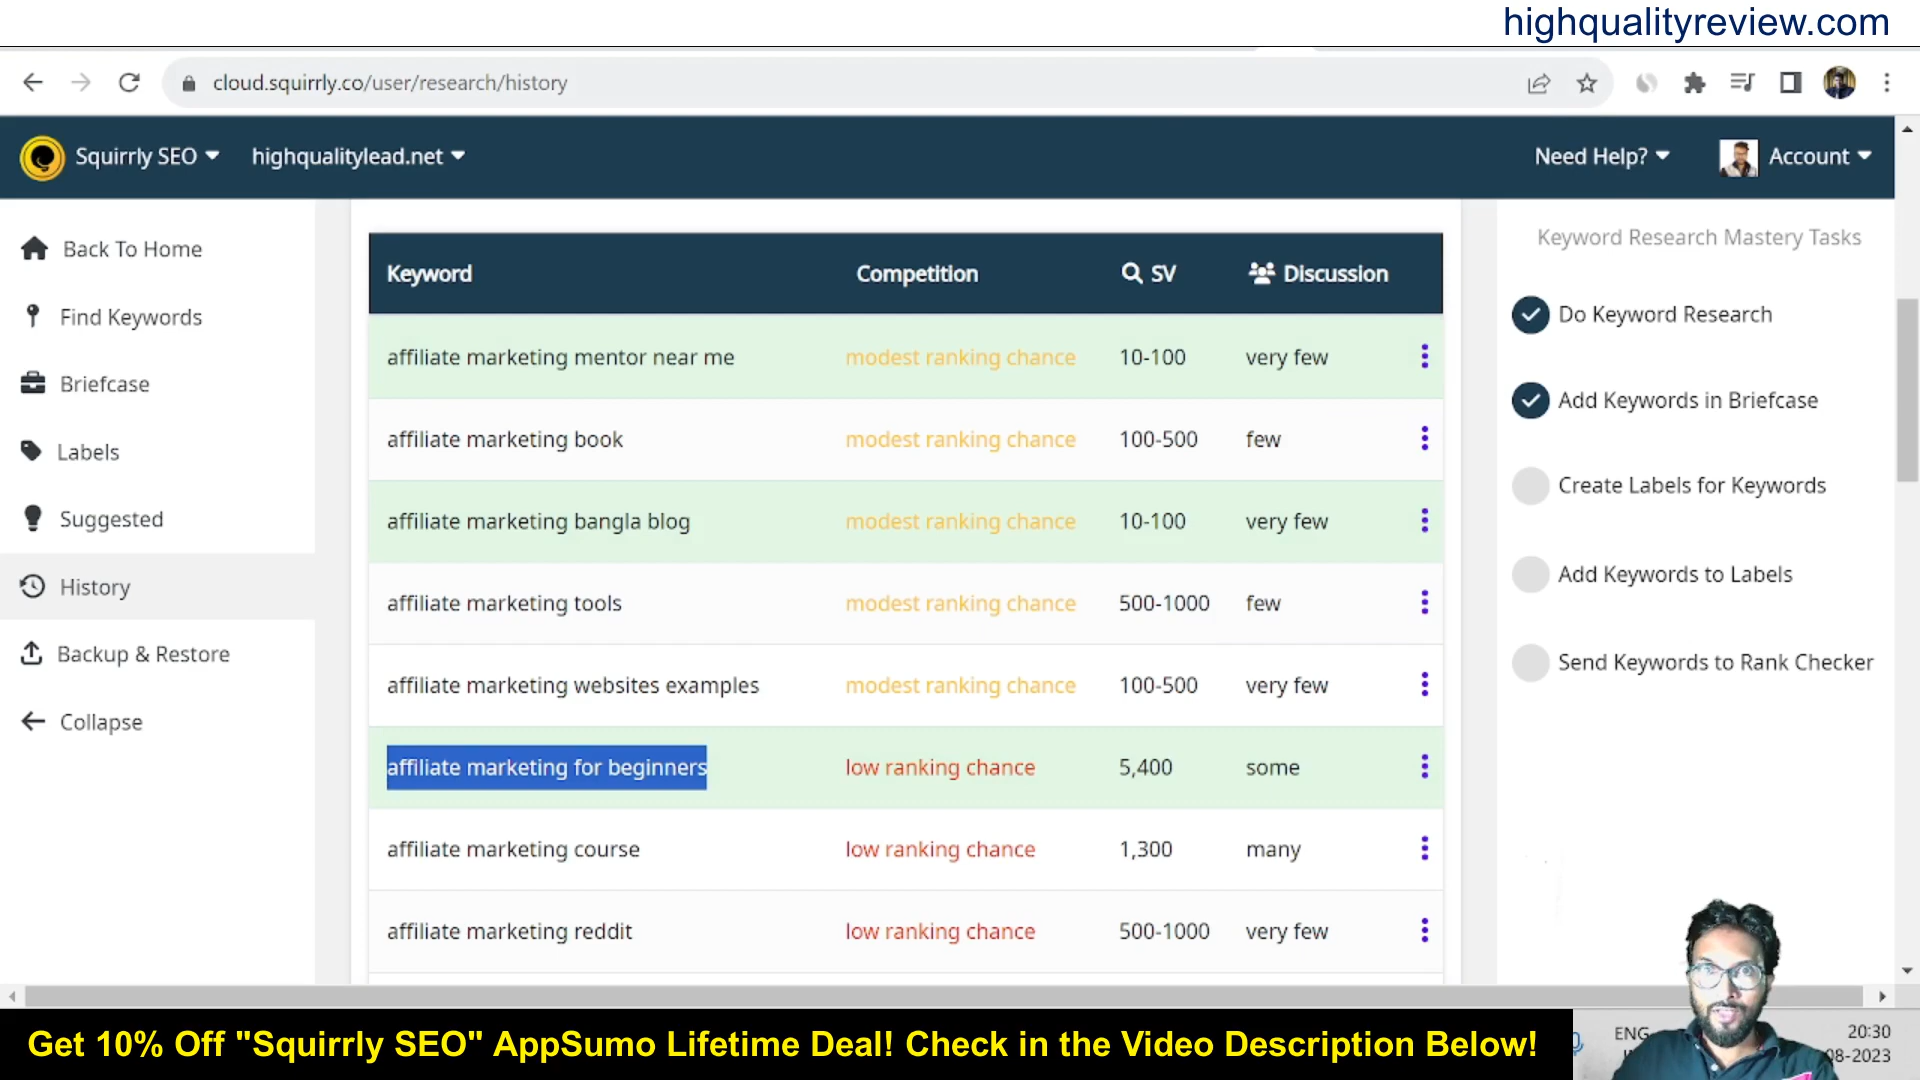 highqualityreview.com
cloud.squirrly.co/user/research/history
Squirrly SEO highqualitylead.net Need Help? Account
Back To Home
Find Keywords
Briefcase
Labels
Suggested
History
Backup & Restore
Collapse
Keyword Competition SV Discussion
affiliate marketing mentor near me modest ranking chance 10-100 very few
affiliate marketing book modest ranking chance 100-500 few
affiliate marketing bangla blog modest ranking chance 10-100 very few
affiliate marketing tools modest ranking chance 500-1000 few
affiliate marketing websites examples modest ranking chance 100-500 very few
affiliate marketing for beginners low ranking chance 5,400 some
affiliate marketing course low ranking chance 1,300 many
affiliate marketing reddit low ranking chance 500-1000 very few
Keyword Research Mastery Tasks
Do Keyword Research
Add Keywords in Briefcase
Create Labels for Keywords
Add Keywords to Labels
Send Keywords to Rank Checker
Get 10% Off "Squirrly SEO" AppSumo Lifetime Deal! Check in the Video Description Below!
ENG 20:30
08-2023